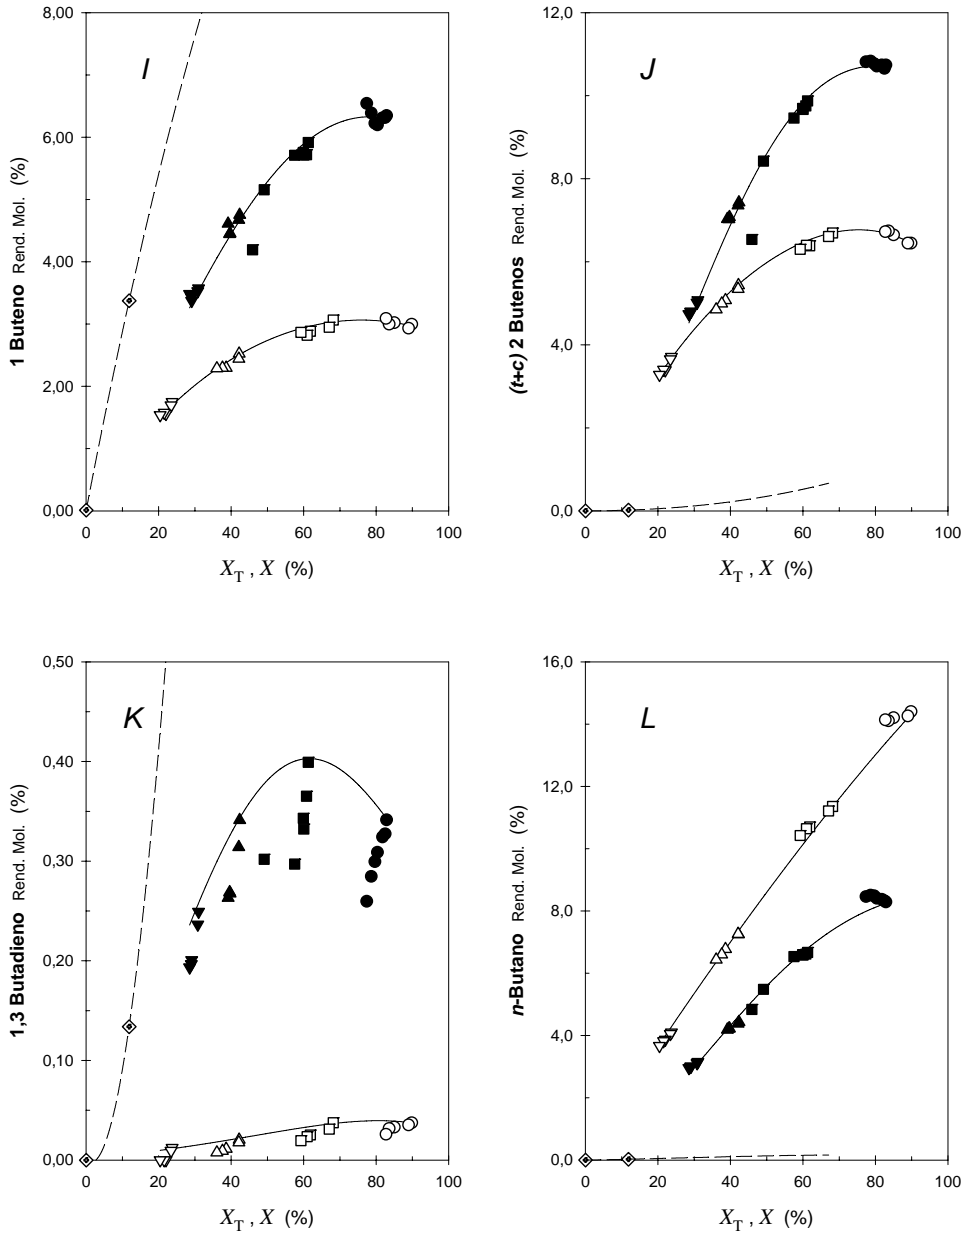 8,00
6,00
4,00
2,00
0,00
0 20 40 60 80 100
1 Buteno Rend. Mol. (%)
X_T , X (%)
I
12,0
8,0
4,0
0,0
0 20 40 60 80 100
(t+c) 2 Butenos Rend. Mol. (%)
X_T , X (%)
J
0,50
0,40
0,30
0,20
0,10
0,00
0 20 40 60 80 100
1,3 Butadieno Rend. Mol. (%)
X_T , X (%)
K
16,0
12,0
8,0
4,0
0,0
0 20 40 60 80 100
n-Butano Rend. Mol. (%)
X_T , X (%)
L